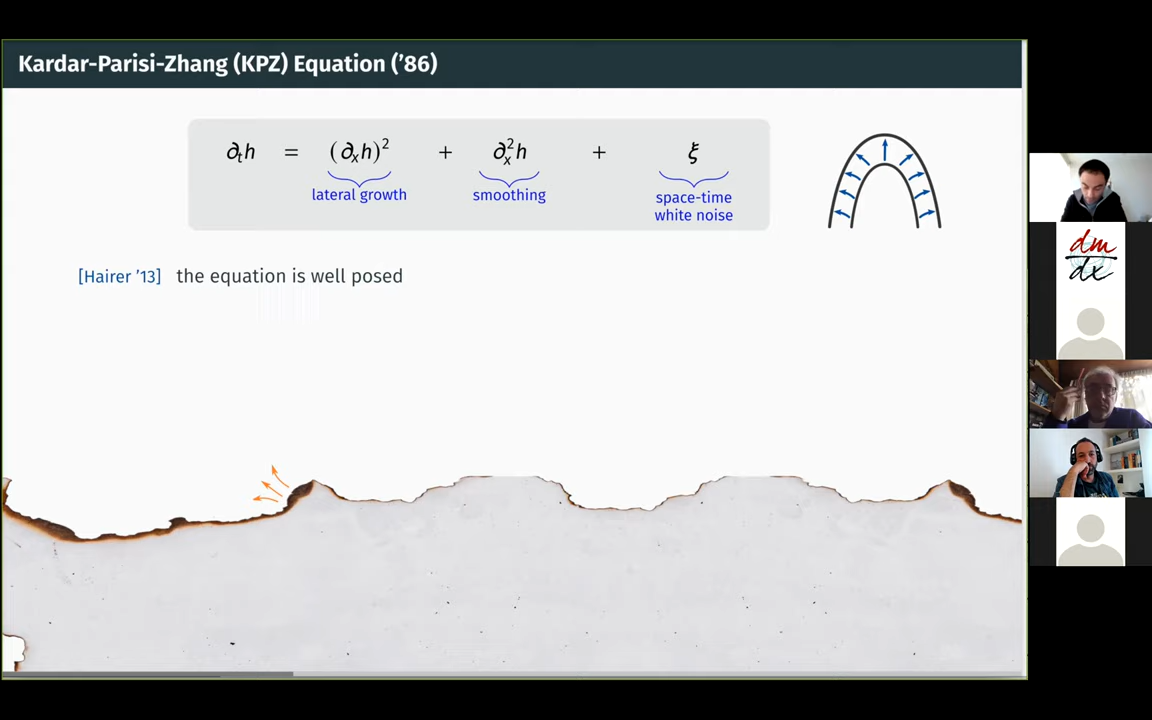 Kardar-Parisi-Zhang (KPZ) Equation (’86)
∂ₜh = (∂ₓh)² + ∂ₓ²h + ξ
lateral growth smoothing space-time
white noise
[Hairer ’13] the equation is well posed
dm
dx